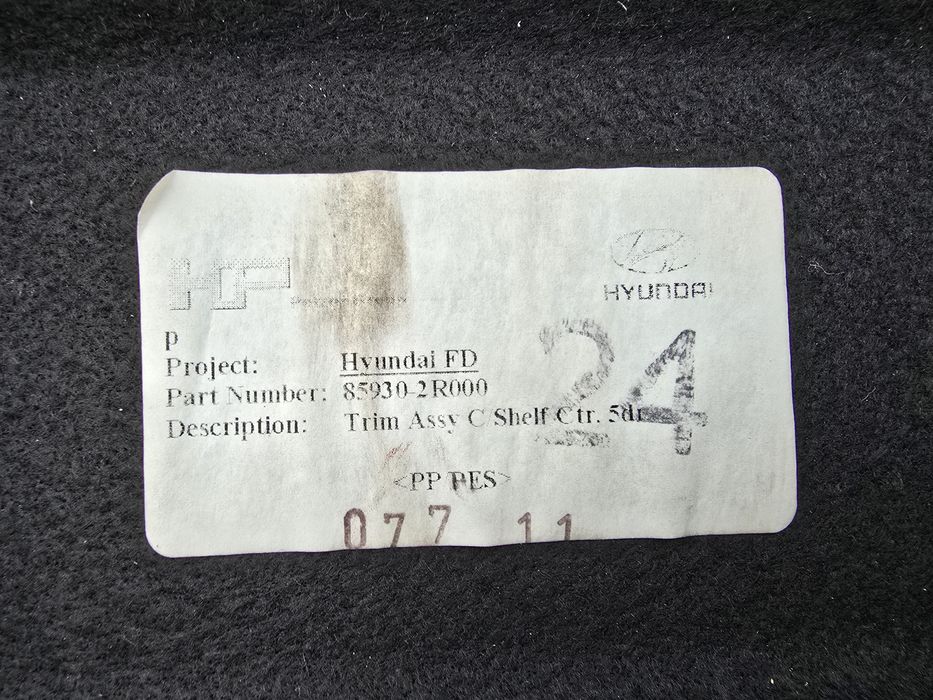 HP
HYUNDAI
p
Project: Hyundai FD
Part Number: 85930-2R000
Description: Trim Assy C/Shelf Ctr. 5dr
24
<PP PES>
077 11